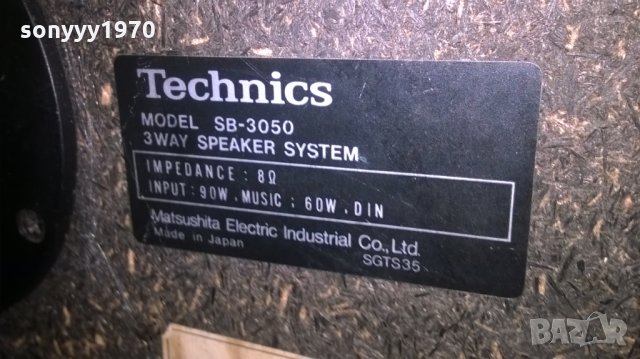 sonyyy1970
Technics
MODEL SB-3050
3WAY SPEAKER SYSTEM
IMPEDANCE : 8Ω
INPUT : 90W, MUSIC ; 60W, DIN
Matsushita Electric Industrial Co., Ltd.
Made in Japan
SGTS35
BAZAR